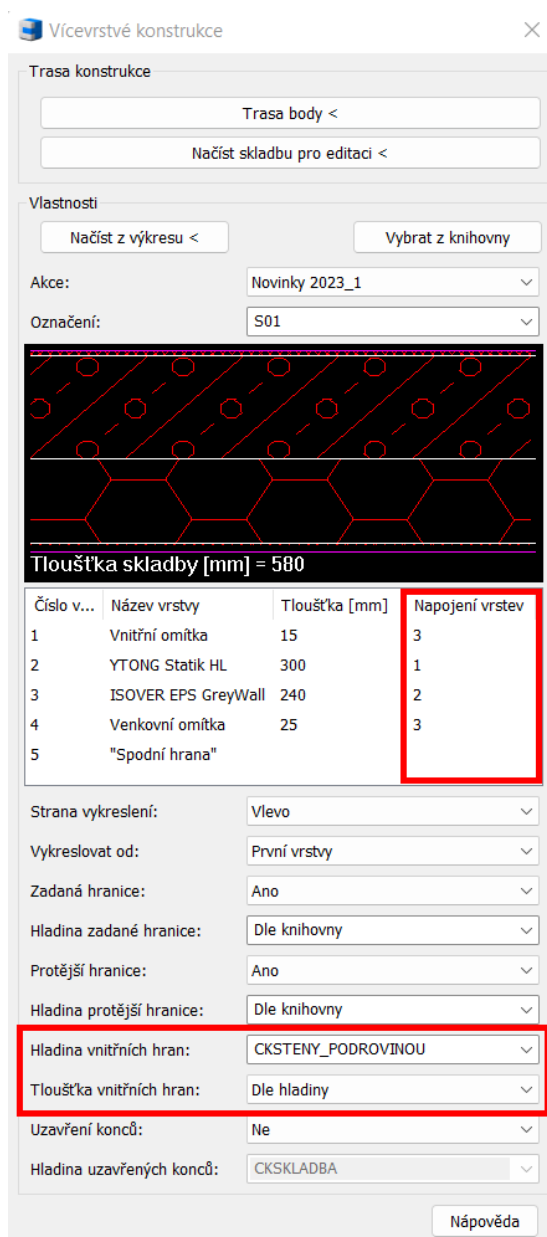 Vícevrstvé konstrukce
Trasa konstrukce
Trasa body <
Načíst skladbu pro editaci <
Vlastnosti
Načíst z výkresu < Vybrat z knihovny
Akce: Novinky 2023_1
Označení: S01
Tloušťka skladby [mm] = 580
Číslo v... Název vrstvy Tloušťka [mm] Napojení vrstev
1 Vnitřní omítka 15 3
2 YTONG Statik HL 300 1
3 ISOVER EPS GreyWall 240 2
4 Venkovní omítka 25 3
5 "Spodní hrana"
Strana vykreslení: Vlevo
Vykreslovat od: První vrstvy
Zadaná hranice: Ano
Hladina zadané hranice: Dle knihovny
Protější hranice: Ano
Hladina protější hranice: Dle knihovny
Hladina vnitřních hran: CKSTENY_PODROVINOU
Tloušťka vnitřních hran: Dle hladiny
Uzavření konců: Ne
Hladina uzavřených konců: CKSKLADBA
Nápověda